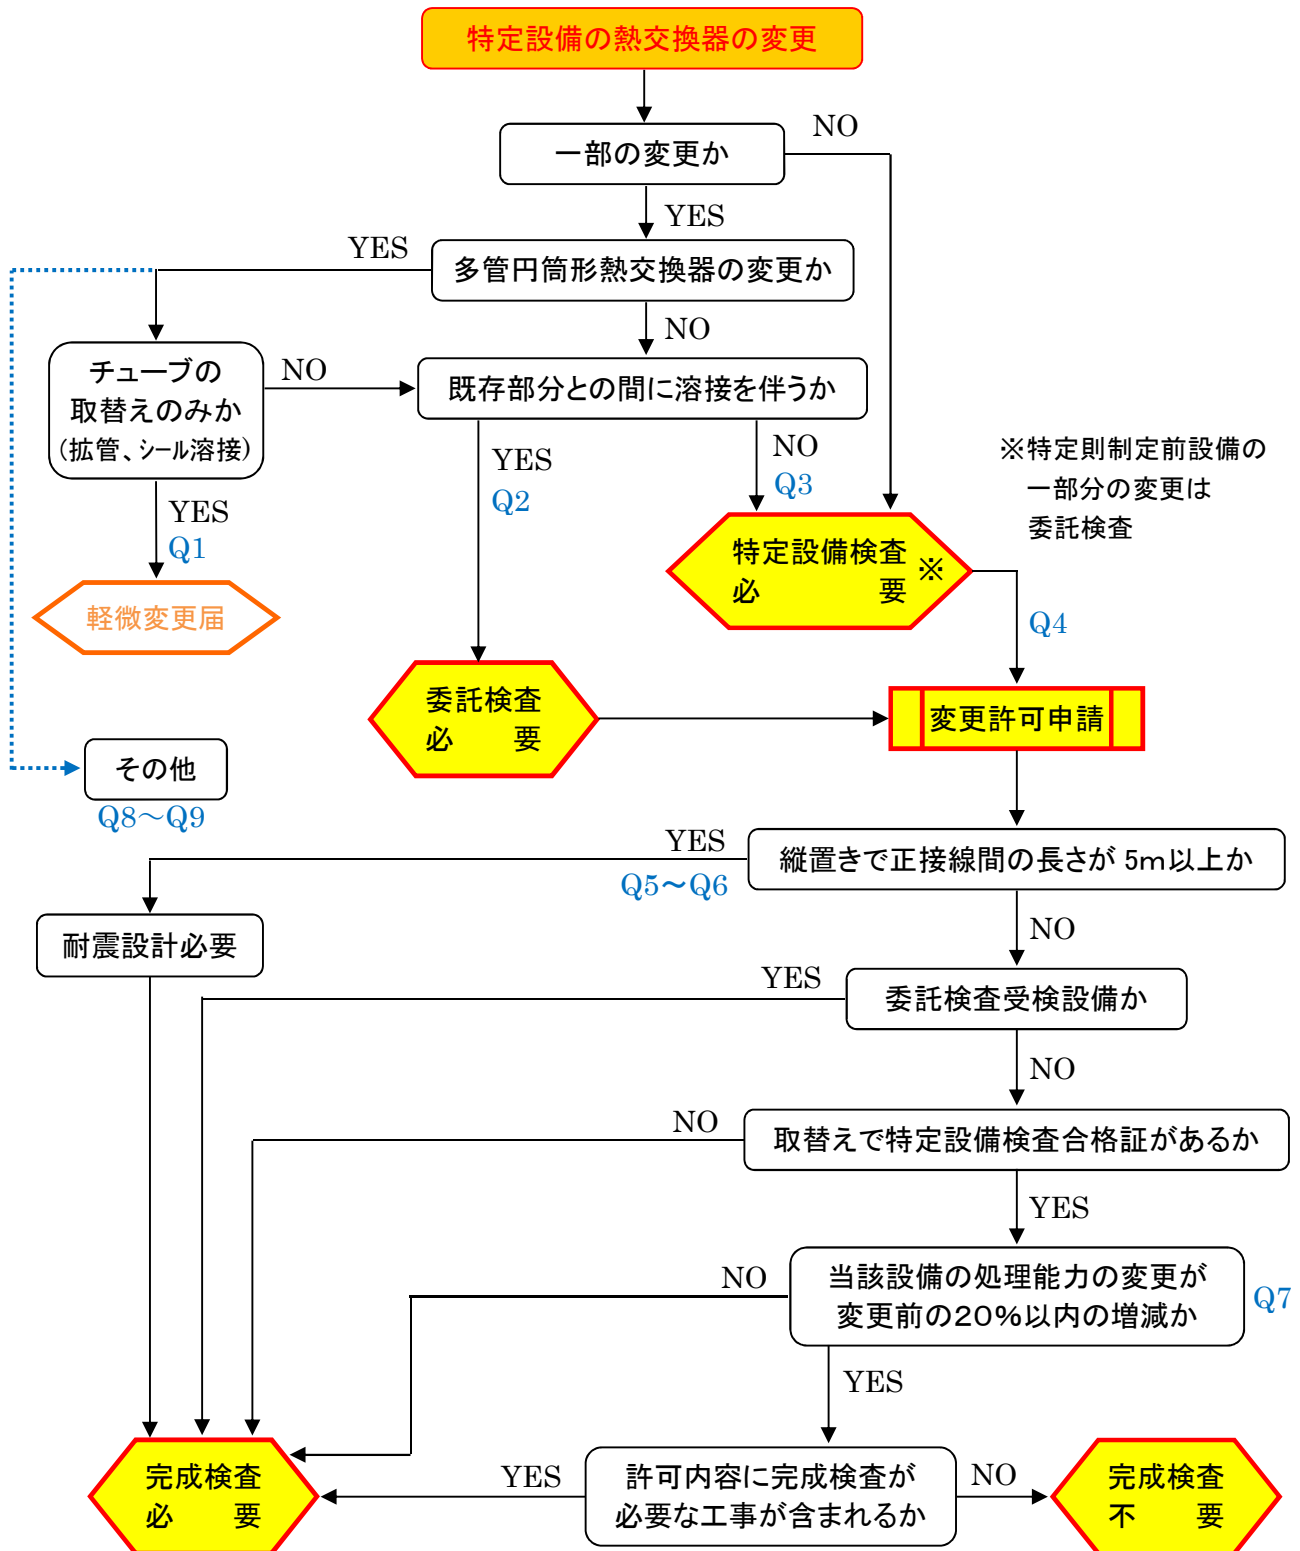 特定設備の熱交換器の変更
一部の変更か
NO
YES
多管円筒形熱交換器の変更か
YES
NO
チューブの
取替えのみか
(拡管、シール溶接)
NO
既存部分との間に溶接を伴うか
YES
Q1
YES
Q2
NO
Q3
※特定則制定前設備の
一部分の変更は
委託検査
特定設備検査
必 要
※
軽微変更届
Q4
委託検査
必 要
変更許可申請
その他
Q8～Q9
縦置きで正接線間の長さが 5m以上か
YES
Q5～Q6
NO
耐震設計必要
委託検査受検設備か
YES
NO
取替えで特定設備検査合格証があるか
NO
YES
当該設備の処理能力の変更が
変更前の20%以内の増減か
Q7
NO
YES
許可内容に完成検査が
必要な工事が含まれるか
YES
NO
完成検査
必 要
完成検査
不 要